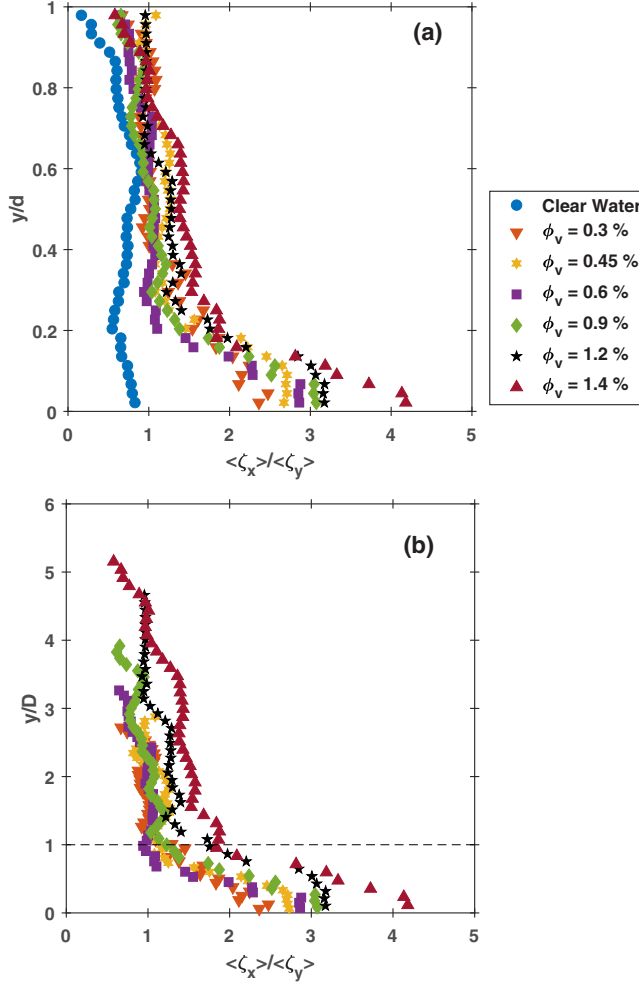 (a)
1
0.8
0.6
0.4
0.2
0
y/d
0 1 2 3 4 5
<ζx>/<ζy>
Clear Water
ϕv = 0.3 %
ϕv = 0.45 %
ϕv = 0.6 %
ϕv = 0.9 %
ϕv = 1.2 %
ϕv = 1.4 %
(b)
6
5
4
3
2
1
0
y/D
0 1 2 3 4 5
<ζx>/<ζy>